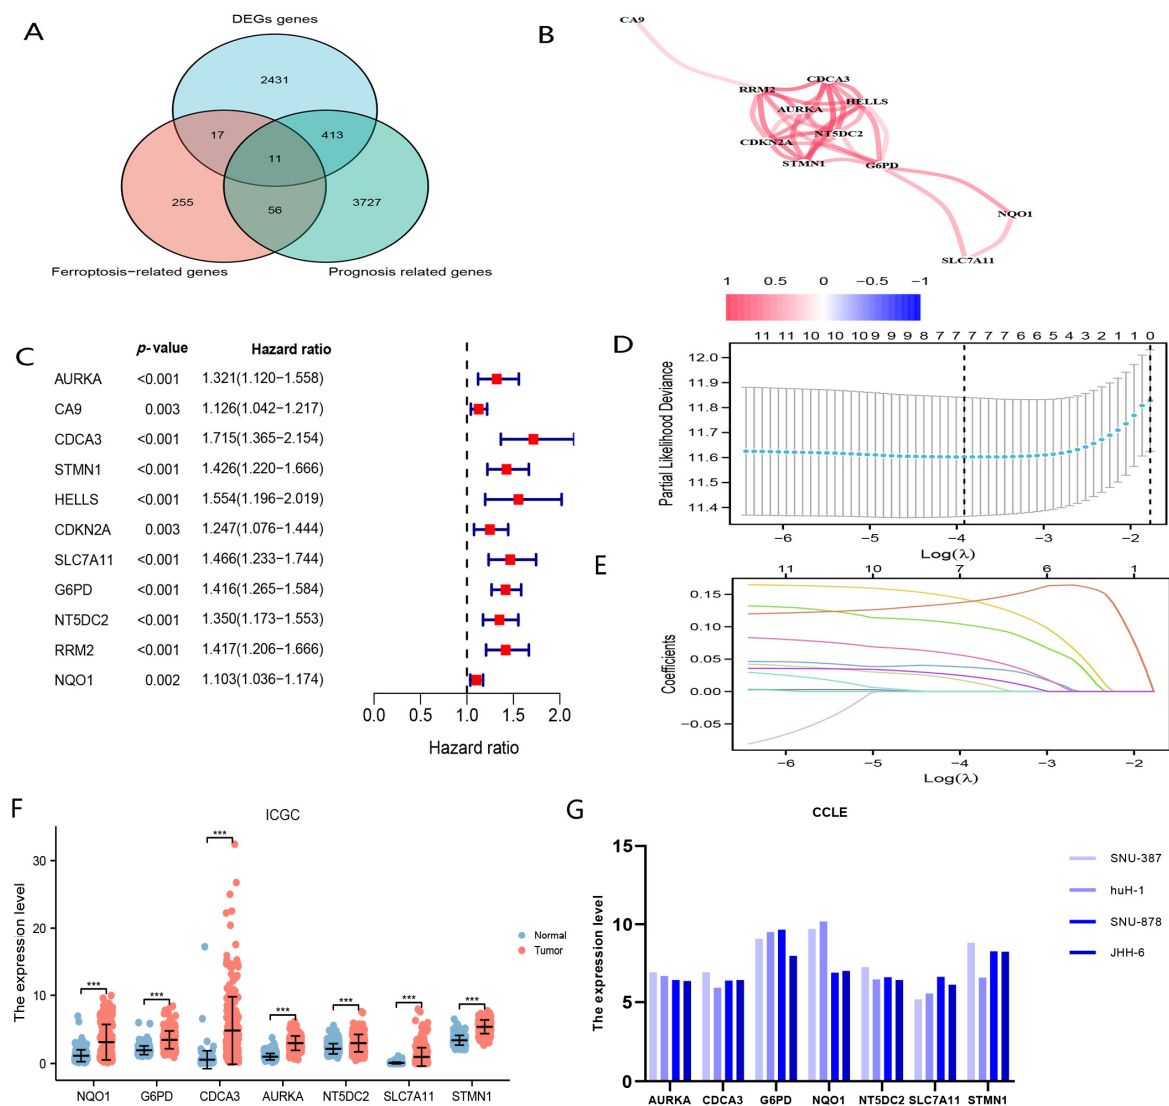 A
DEGs genes
2431
17
413
11
255
56
3727
Ferroptosis−related genes
Prognosis related genes
B
CA9
CDCA3
RRM2
HELLS
AURKA
NT5DC2
CDKN2A
STMN1
G6PD
NQO1
SLC7A11
1 0.5 0 −0.5 −1
C
p-value Hazard ratio
AURKA <0.001 1.321(1.120−1.558)
CA9 0.003 1.126(1.042−1.217)
CDCA3 <0.001 1.715(1.365−2.154)
STMN1 <0.001 1.426(1.220−1.666)
HELLS <0.001 1.554(1.196−2.019)
CDKN2A 0.003 1.247(1.076−1.444)
SLC7A11 <0.001 1.466(1.233−1.744)
G6PD <0.001 1.416(1.265−1.584)
NT5DC2 <0.001 1.350(1.173−1.553)
RRM2 <0.001 1.417(1.206−1.666)
NQO1 0.002 1.103(1.036−1.174)
0.0 0.5 1.0 1.5 2.0
Hazard ratio
D
11 11 10 10 10 9 9 9 8 7 7 7 7 6 6 5 4 3 2 1 1 0
Partial Likelihood Deviance
12.0
11.9
11.8
11.7
11.6
11.5
11.4
−6 −5 −4 −3 −2
Log(λ)
E
11 10 7 6 1
Coefficients
0.15
0.10
0.05
0.00
−0.05
−6 −5 −4 −3 −2
Log(λ)
F
ICGC
The expression level
30
20
10
0
*** *** *** *** *** *** ***
Normal
Tumor
NQO1 G6PD CDCA3 AURKA NT5DC2 SLC7A11 STMN1
G
CCLE
The expression level
15
10
5
0
AURKA CDCA3 G6PD NQO1 NT5DC2 SLC7A11 STMN1
SNU-387
huH-1
SNU-878
JHH-6